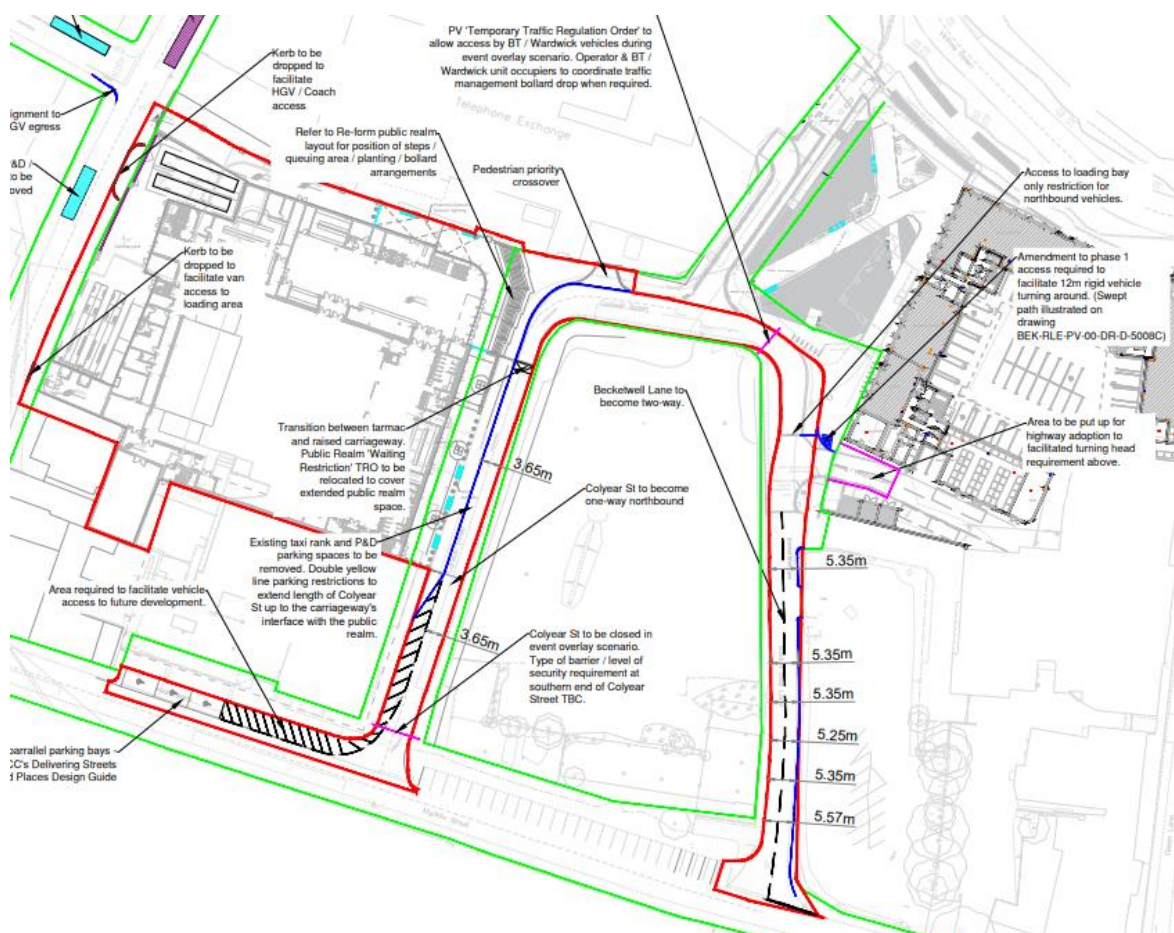 PV 'Temporary Traffic Regulation Order' to
allow access by BT / Wardwick vehicles during
event overlay scenario. Operator & BT /
Wardwick unit occupiers to coordinate traffic
management bollard drop when required.
Kerb to be
dropped to
facilitate
HGV / Coach
access
Telephone Exchange
ignment to
GV egress
Refer to Re-form public realm
layout for position of steps /
queuing area / planting / bollard
arrangements
Pedestrian priority
crossover
&D /
to be
oved
Access to loading bay
only restriction for
northbound vehicles.
Kerb to be
dropped to
facilitate van
access to
loading area
Amendment to phase 1
access required to
facilitate 12m rigid vehicle
turning around. (Swept
path illustrated on
drawing
BEK-RLE-PV-00-DR-D-5008C)
Becketwell Lane to
become two-way.
Transition between tarmac
and raised carriageway.
Public Realm 'Waiting
Restriction' TRO to be
relocated to cover
extended public realm
space.
Area to be put up for
highway adoption to
facilitated turning head
requirement above.
3.65m
Colyear St to become
one-way northbound
Existing taxi rank and P&D
parking spaces to be
removed. Double yellow
line parking restrictions to
extend length of Colyear
St up to the carriageway's
interface with the public
realm.
5.35m
Area required to facilitate vehicle
access to future development.
3.65m
Colyear St to be closed in
event overlay scenario.
Type of barrier / level of
security requirement at
southern end of Colyear
Street TBC.
5.35m
5.35m
5.25m
5.35m
5.57m
parrallel parking bays
CC's Delivering Streets
d Places Design Guide